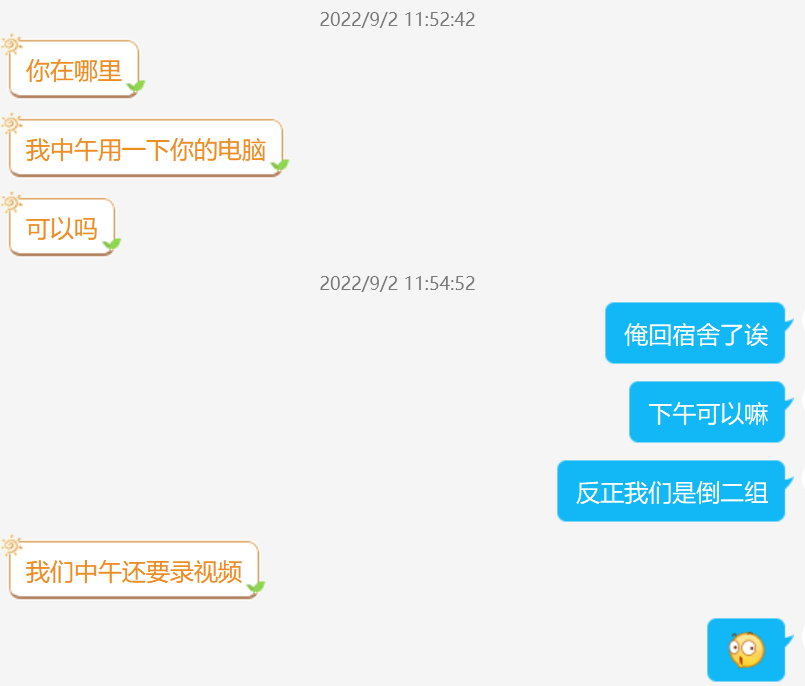 2022/9/2 11:52:42
你在哪里
我中午用一下你的电脑
可以吗
2022/9/2 11:54:52
俺回宿舍了诶
下午可以嘛
反正我们是倒二组
我们中午还要录视频